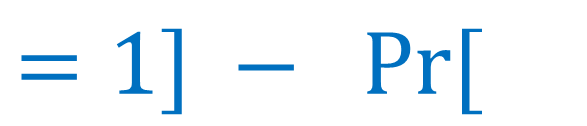 = 1] − Pr[